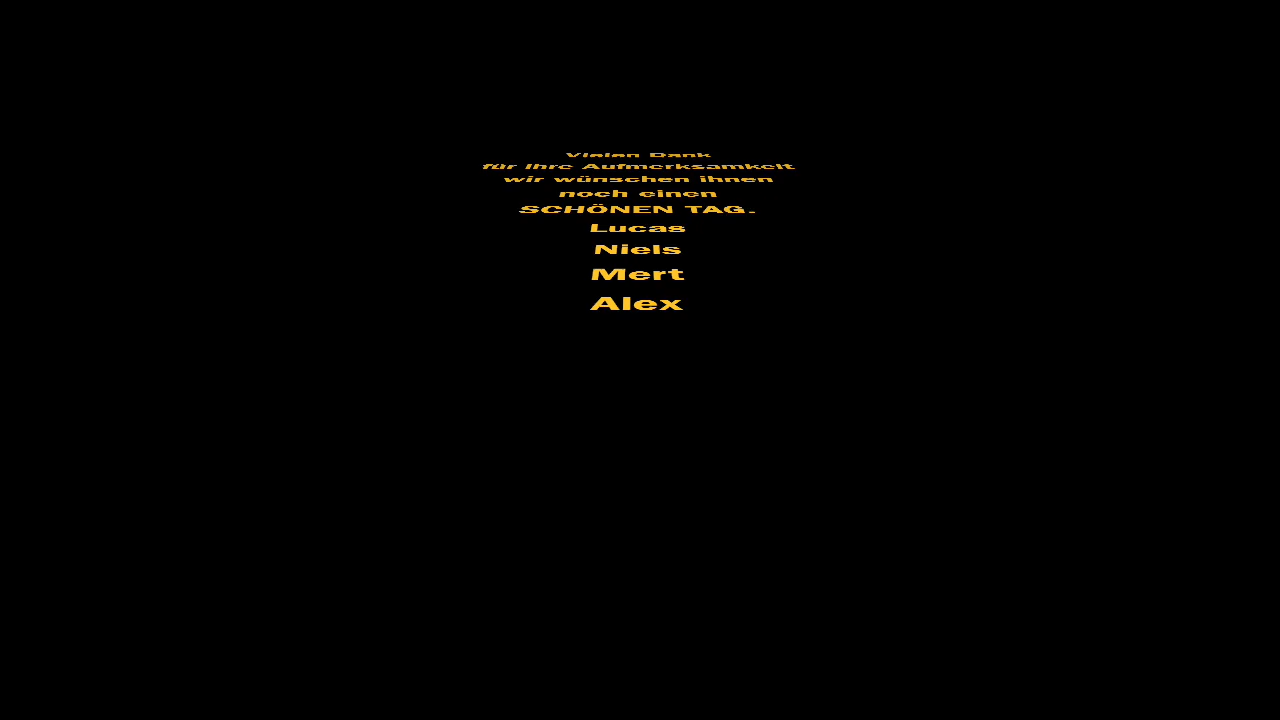 Vielen Dank
für Ihre Aufmerksamkeit
wir wünschen ihnen
noch einen
SCHÖNEN TAG.
Lucas
Niels
Mert
Alex